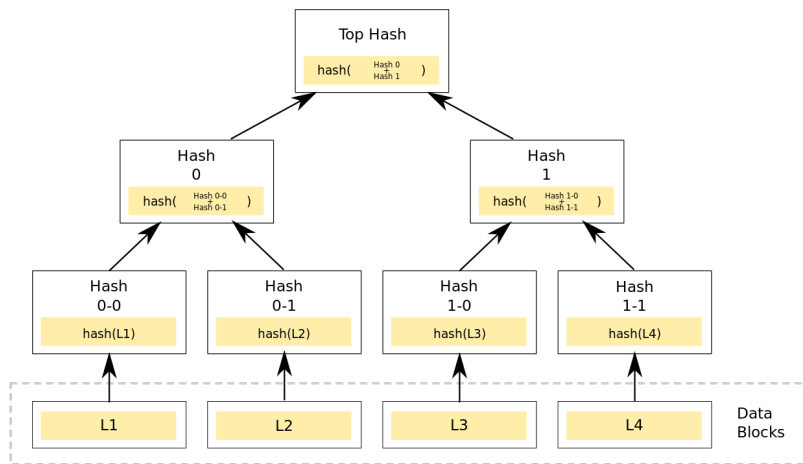 Top Hash
hash( Hash 0 + Hash 1 )
Hash
0
hash( Hash 0-0 + Hash 0-1 )
Hash
1
hash( Hash 1-0 + Hash 1-1 )
Hash
0-0
hash(L1)
Hash
0-1
hash(L2)
Hash
1-0
hash(L3)
Hash
1-1
hash(L4)
L1
L2
L3
L4
Data
Blocks